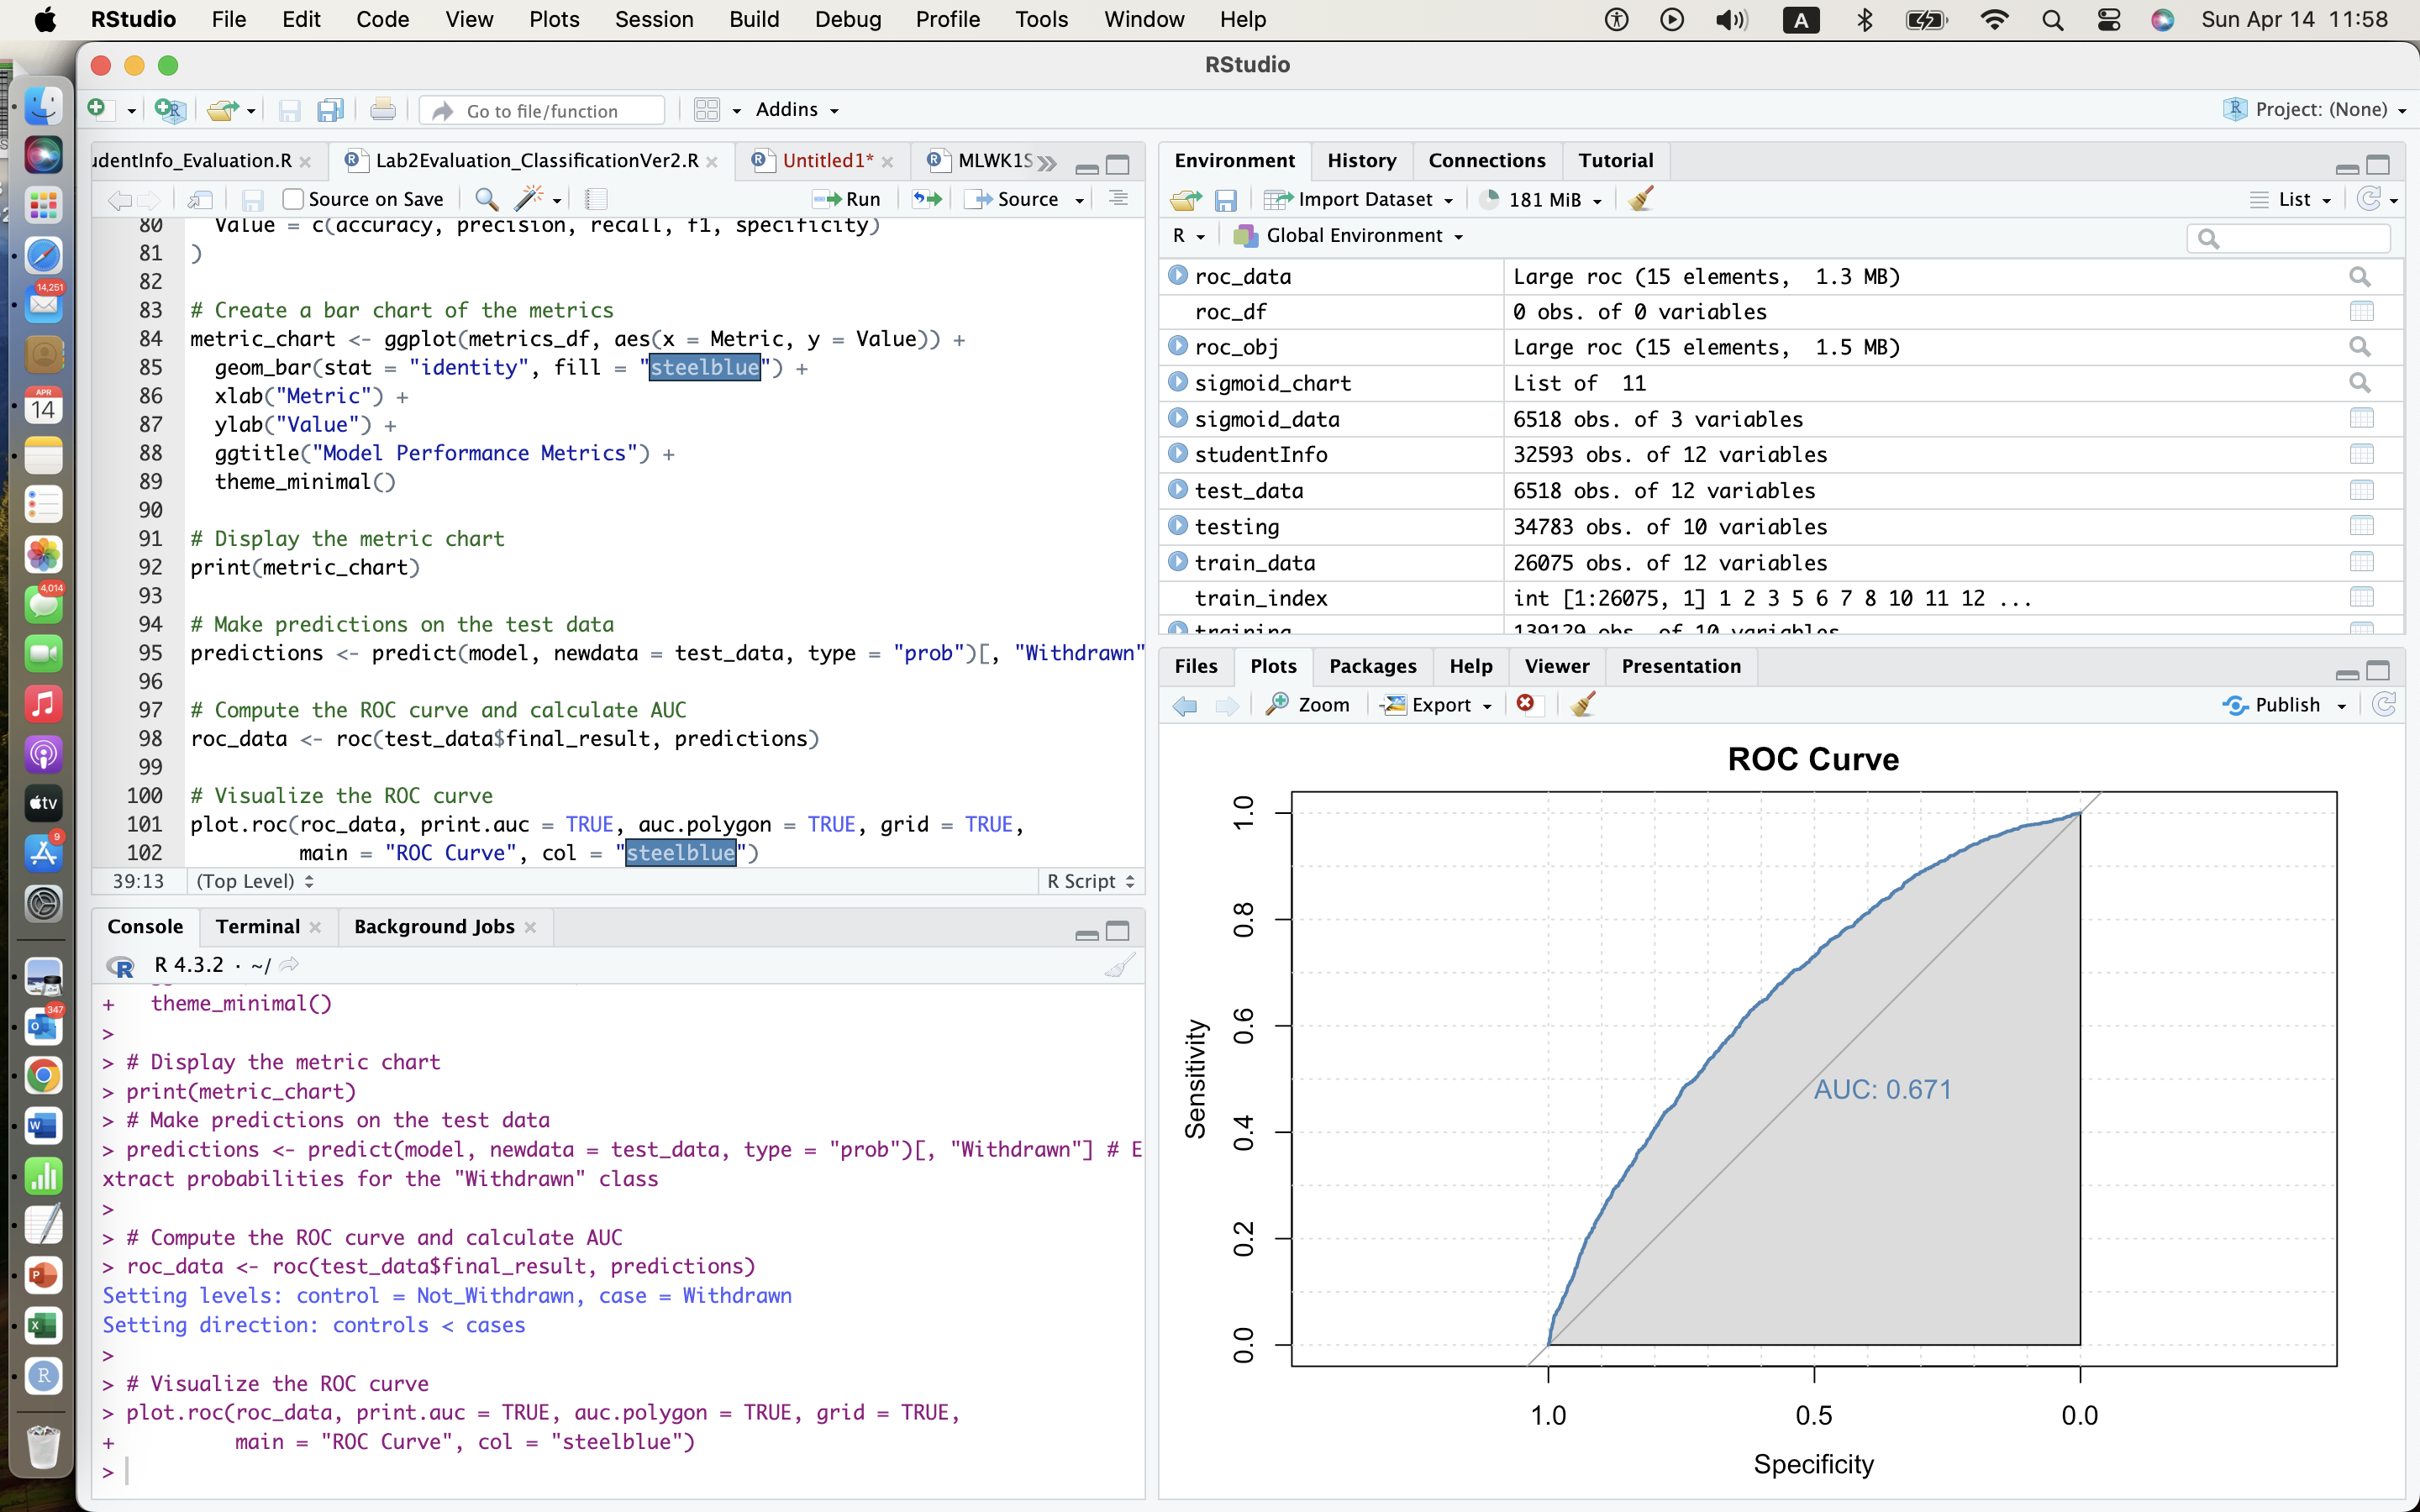 RStudio File Edit Code View Plots Session Build Debug Profile Tools Window Help A Sun Apr 14 11:58
RStudio
Go to file/function Addins Project: (None)
udentInfo_Evaluation.R Lab2Evaluation_ClassificationVer2.R Untitled1* MLWK1S
Source on Save Run Source
80 Value = c(accuracy, precision, recall, f1, specificity)
81 )
82
83 # Create a bar chart of the metrics
84 metric_chart <- ggplot(metrics_df, aes(x = Metric, y = Value)) +
85 geom_bar(stat = "identity", fill = "steelblue") +
86 xlab("Metric") +
87 ylab("Value") +
88 ggtitle("Model Performance Metrics") +
89 theme_minimal()
90
91 # Display the metric chart
92 print(metric_chart)
93
94 # Make predictions on the test data
95 predictions <- predict(model, newdata = test_data, type = "prob")[, "Withdrawn"
96
97 # Compute the ROC curve and calculate AUC
98 roc_data <- roc(test_data$final_result, predictions)
99
100 # Visualize the ROC curve
101 plot.roc(roc_data, print.auc = TRUE, auc.polygon = TRUE, grid = TRUE,
102 main = "ROC Curve", col = "steelblue")
39:13 (Top Level) R Script
Console Terminal Background Jobs
R 4.3.2 · ~/
+ theme_minimal()
>
> # Display the metric chart
> print(metric_chart)
> # Make predictions on the test data
> predictions <- predict(model, newdata = test_data, type = "prob")[, "Withdrawn"] # E
xtract probabilities for the "Withdrawn" class
>
> # Compute the ROC curve and calculate AUC
> roc_data <- roc(test_data$final_result, predictions)
Setting levels: control = Not_Withdrawn, case = Withdrawn
Setting direction: controls < cases
>
> # Visualize the ROC curve
> plot.roc(roc_data, print.auc = TRUE, auc.polygon = TRUE, grid = TRUE,
+ main = "ROC Curve", col = "steelblue")
>
Environment History Connections Tutorial
Import Dataset 181 MiB List
R Global Environment
roc_data Large roc (15 elements, 1.3 MB)
roc_df 0 obs. of 0 variables
roc_obj Large roc (15 elements, 1.5 MB)
sigmoid_chart List of 11
sigmoid_data 6518 obs. of 3 variables
studentInfo 32593 obs. of 12 variables
test_data 6518 obs. of 12 variables
testing 34783 obs. of 10 variables
train_data 26075 obs. of 12 variables
train_index int [1:26075, 1] 1 2 3 5 6 7 8 10 11 12 ...
training 139129 obs. of 10 variables
Files Plots Packages Help Viewer Presentation
Zoom Export Publish
ROC Curve
1.0
0.8
0.6
0.4
0.2
0.0
Sensitivity
AUC: 0.671
1.0 0.5 0.0
Specificity
14,251
APR
14
4,014
tv
9
347